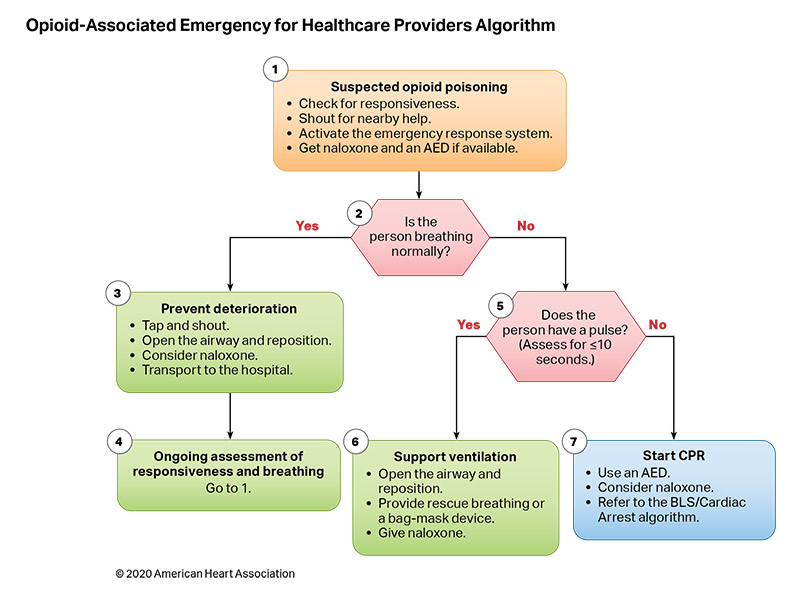 Opioid-Associated Emergency for Healthcare Providers Algorithm
1
Suspected opioid poisoning
• Check for responsiveness.
• Shout for nearby help.
• Activate the emergency response system.
• Get naloxone and an AED if available.
2
Is the
person breathing
normally?
Yes
No
3
Prevent deterioration
• Tap and shout.
• Open the airway and reposition.
• Consider naloxone.
• Transport to the hospital.
5
Does the
person have a pulse?
(Assess for ≤10
seconds.)
Yes
No
4
Ongoing assessment of
responsiveness and breathing
Go to 1.
6
Support ventilation
• Open the airway and
reposition.
• Provide rescue breathing or
a bag-mask device.
• Give naloxone.
7
Start CPR
• Use an AED.
• Consider naloxone.
• Refer to the BLS/Cardiac
Arrest algorithm.
© 2020 American Heart Association